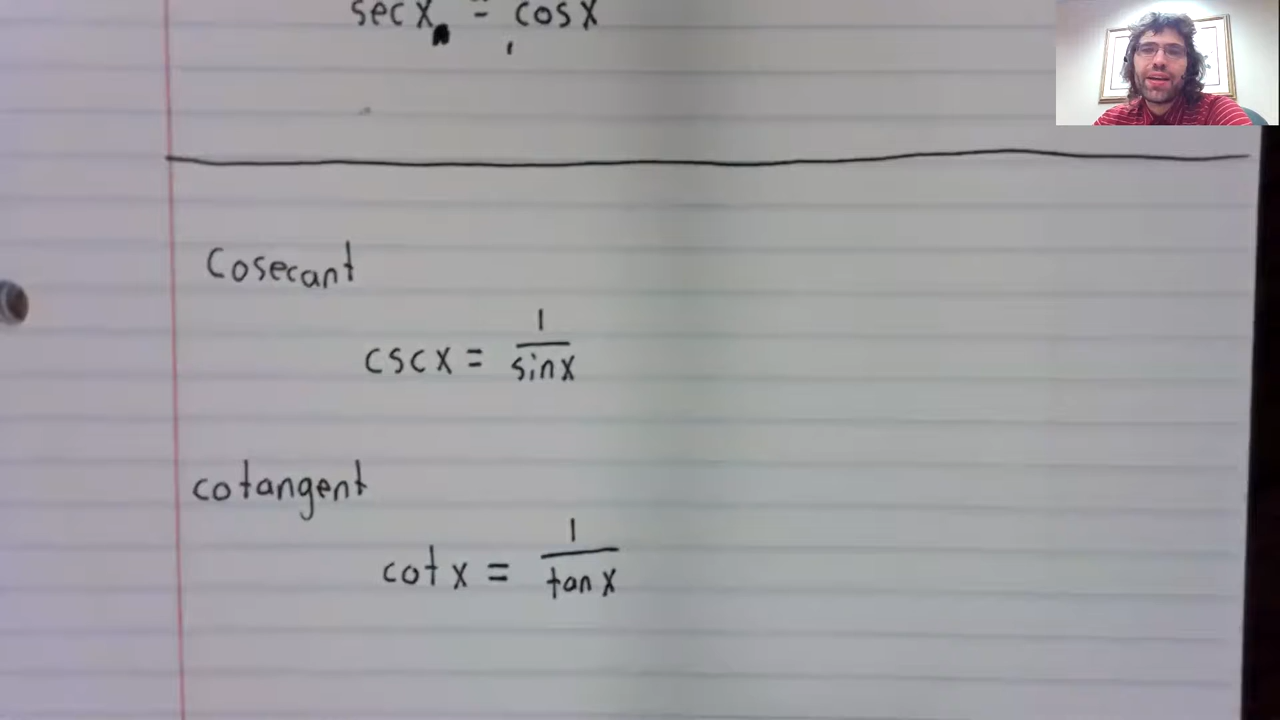 sec x = cos x
Cosecant
csc x = 1/sin x
cotangent
cot x = 1/tan x